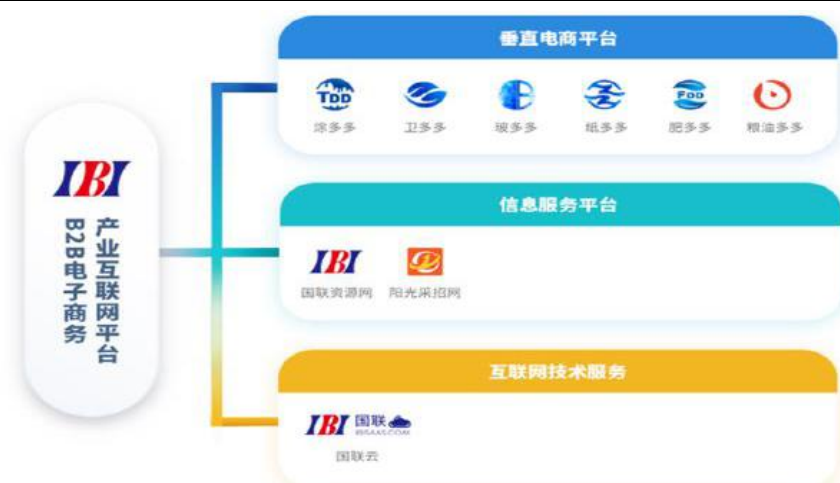 IBI
B2B电子商务
产业互联网平台
垂直电商平台
TDD
FDD
涂多多
卫多多
玻多多
纸多多
肥多多
粮油多多
信息服务平台
IBI
国联资源网
阳光采招网
互联网技术服务
IBI 国联
IBISAAS.COM
国联云